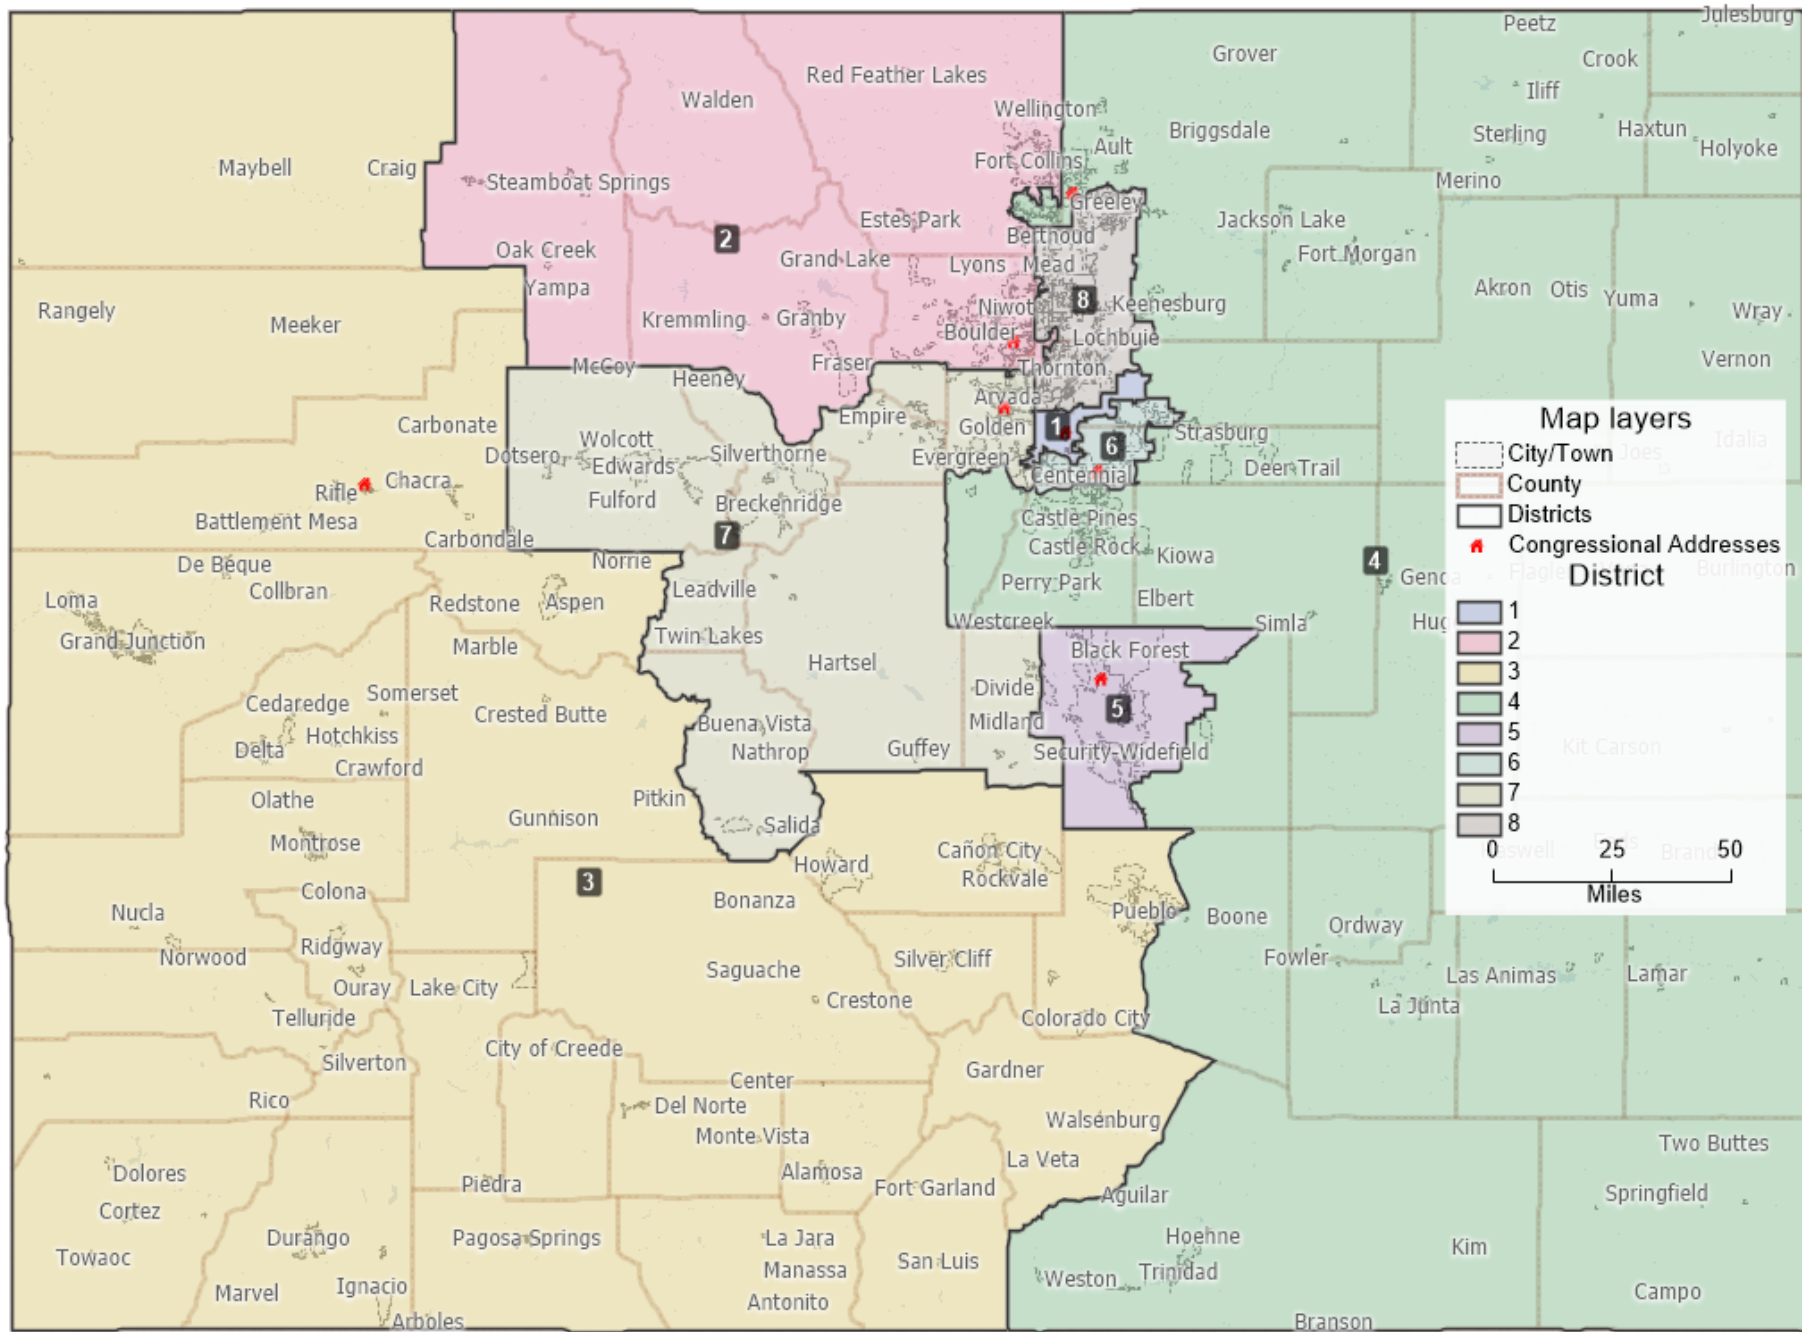 Julesburg
Peetz
Grover
Crook
Red Feather Lakes
Iliff
Walden
Wellington
Briggsdale
Sterling
Haxtun
Ault
Holyoke
Fort Collins
Maybell
Craig
Steamboat Springs
Merino
Greeley
Estes Park
Jackson Lake
Berthoud
2
Oak Creek
Grand Lake
Lyons
Mead
Fort Morgan
Yampa
Akron
Otis
Yuma
8
Keenesburg
Rangely
Meeker
Kremmling
Granby
Niwot
Wray
Boulder
Lochbuie
Vernon
McCoy
Heeney
Fraser
Thornton
Arvada
Empire
Carbonate
Golden
1
6
Strasburg
Wolcott
Dotsero
Edwards
Silverthorne
Evergreen
Deer Trail
Centennial
Rifle
Chacra
Fulford
Breckenridge
Battlement Mesa
Castle Pines
Carbondale
7
Castle Rock
Kiowa
4
De Beque
Norrie
Collbran
Leadville
Perry Park
Genoa
Loma
Redstone
Aspen
Elbert
Westcreek
Simla
Hug
Grand Junction
Marble
Twin Lakes
Black Forest
Hartsel
Cedaredge
Somerset
Divide
Crested Butte
5
Hotchkiss
Buena Vista
Midland
Delta
Nathrop
Guffey
Security-Widefield
Crawford
Olathe
Pitkin
Gunnison
Salida
Montrose
Howard
Cañon City
Rockvale
3
Colona
Bonanza
Nucla
Pueblo
Boone
Ordway
Ridgway
Norwood
Silver Cliff
Fowler
Saguache
Las Animas
Lamar
Ouray
Lake City
Crestone
La Junta
Telluride
Colorado City
City of Creede
Silverton
Gardner
Center
Rico
Del Norte
Walsenburg
Monte Vista
Two Buttes
La Veta
Dolores
Alamosa
Piedra
Fort Garland
Aguilar
Springfield
Cortez
Durango
Pagosa Springs
La Jara
Hoehne
Kim
Towaoc
San Luis
Manassa
Weston
Trinidad
Marvel
Ignacio
Antonito
Campo
Arboles
Branson
Map layers
City/Town
County
Districts
Congressional Addresses
District
1
2
3
4
5
6
7
8
0 25 50
Miles
Joes
Idalia
Flagler
Burlington
Kit Carson
Haswell
Eads